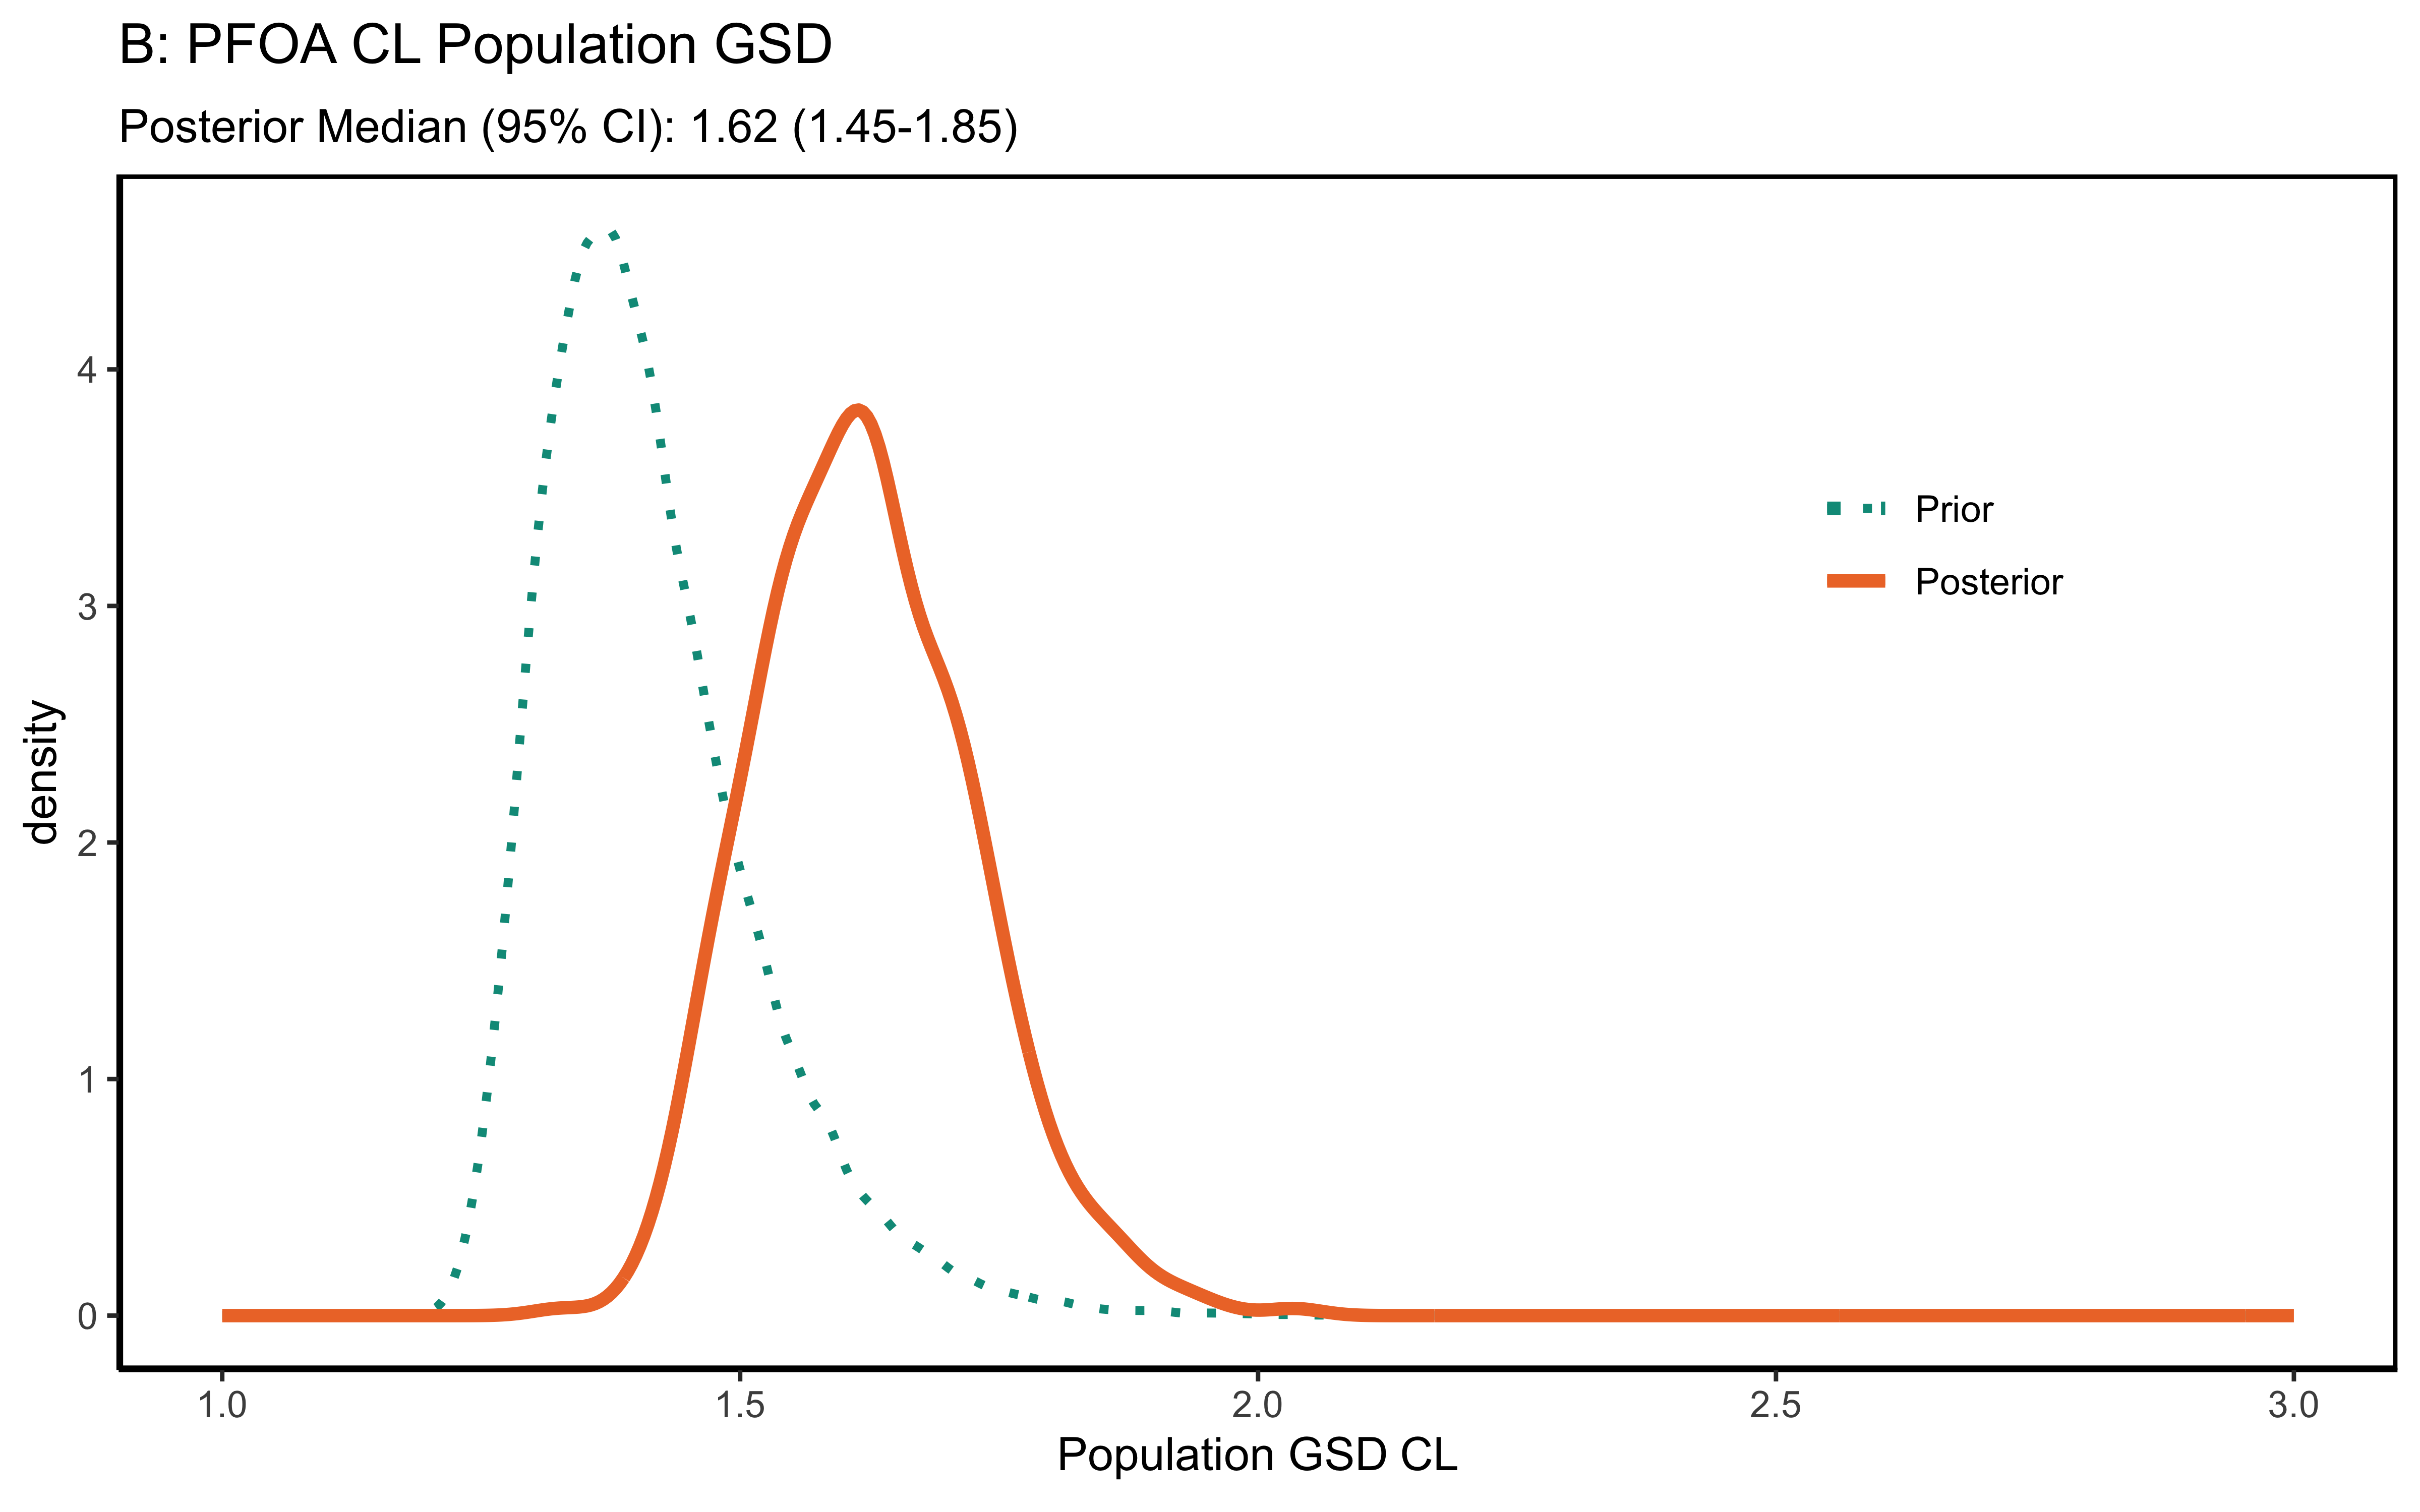 B: PFOA CL Population GSD
Posterior Median (95% CI): 1.62 (1.45-1.85)
4
3
2
1
0
density
Prior
Posterior
1.0 1.5 2.0 2.5 3.0
Population GSD CL